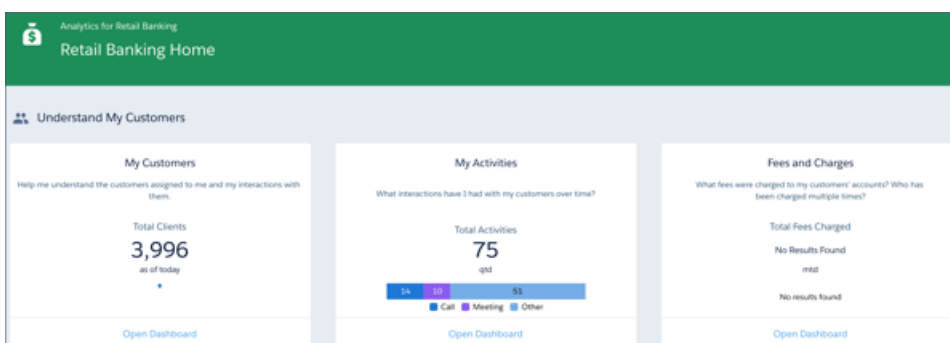 Analytics for Retail Banking
Retail Banking Home
Understand My Customers
My Customers
Help me understand the customers assigned to me and my interactions with
them.
Total Clients
3,996
as of today
Open Dashboard
My Activities
What interactions have I had with my customers over time?
Total Activities
75
qtd
14 10 51
Call Meeting Other
Open Dashboard
Fees and Charges
What fees were charged to my customers' accounts? Who has
been charged multiple times?
Total Fees Charged
No Results Found
mtd
No results found
Open Dashboard